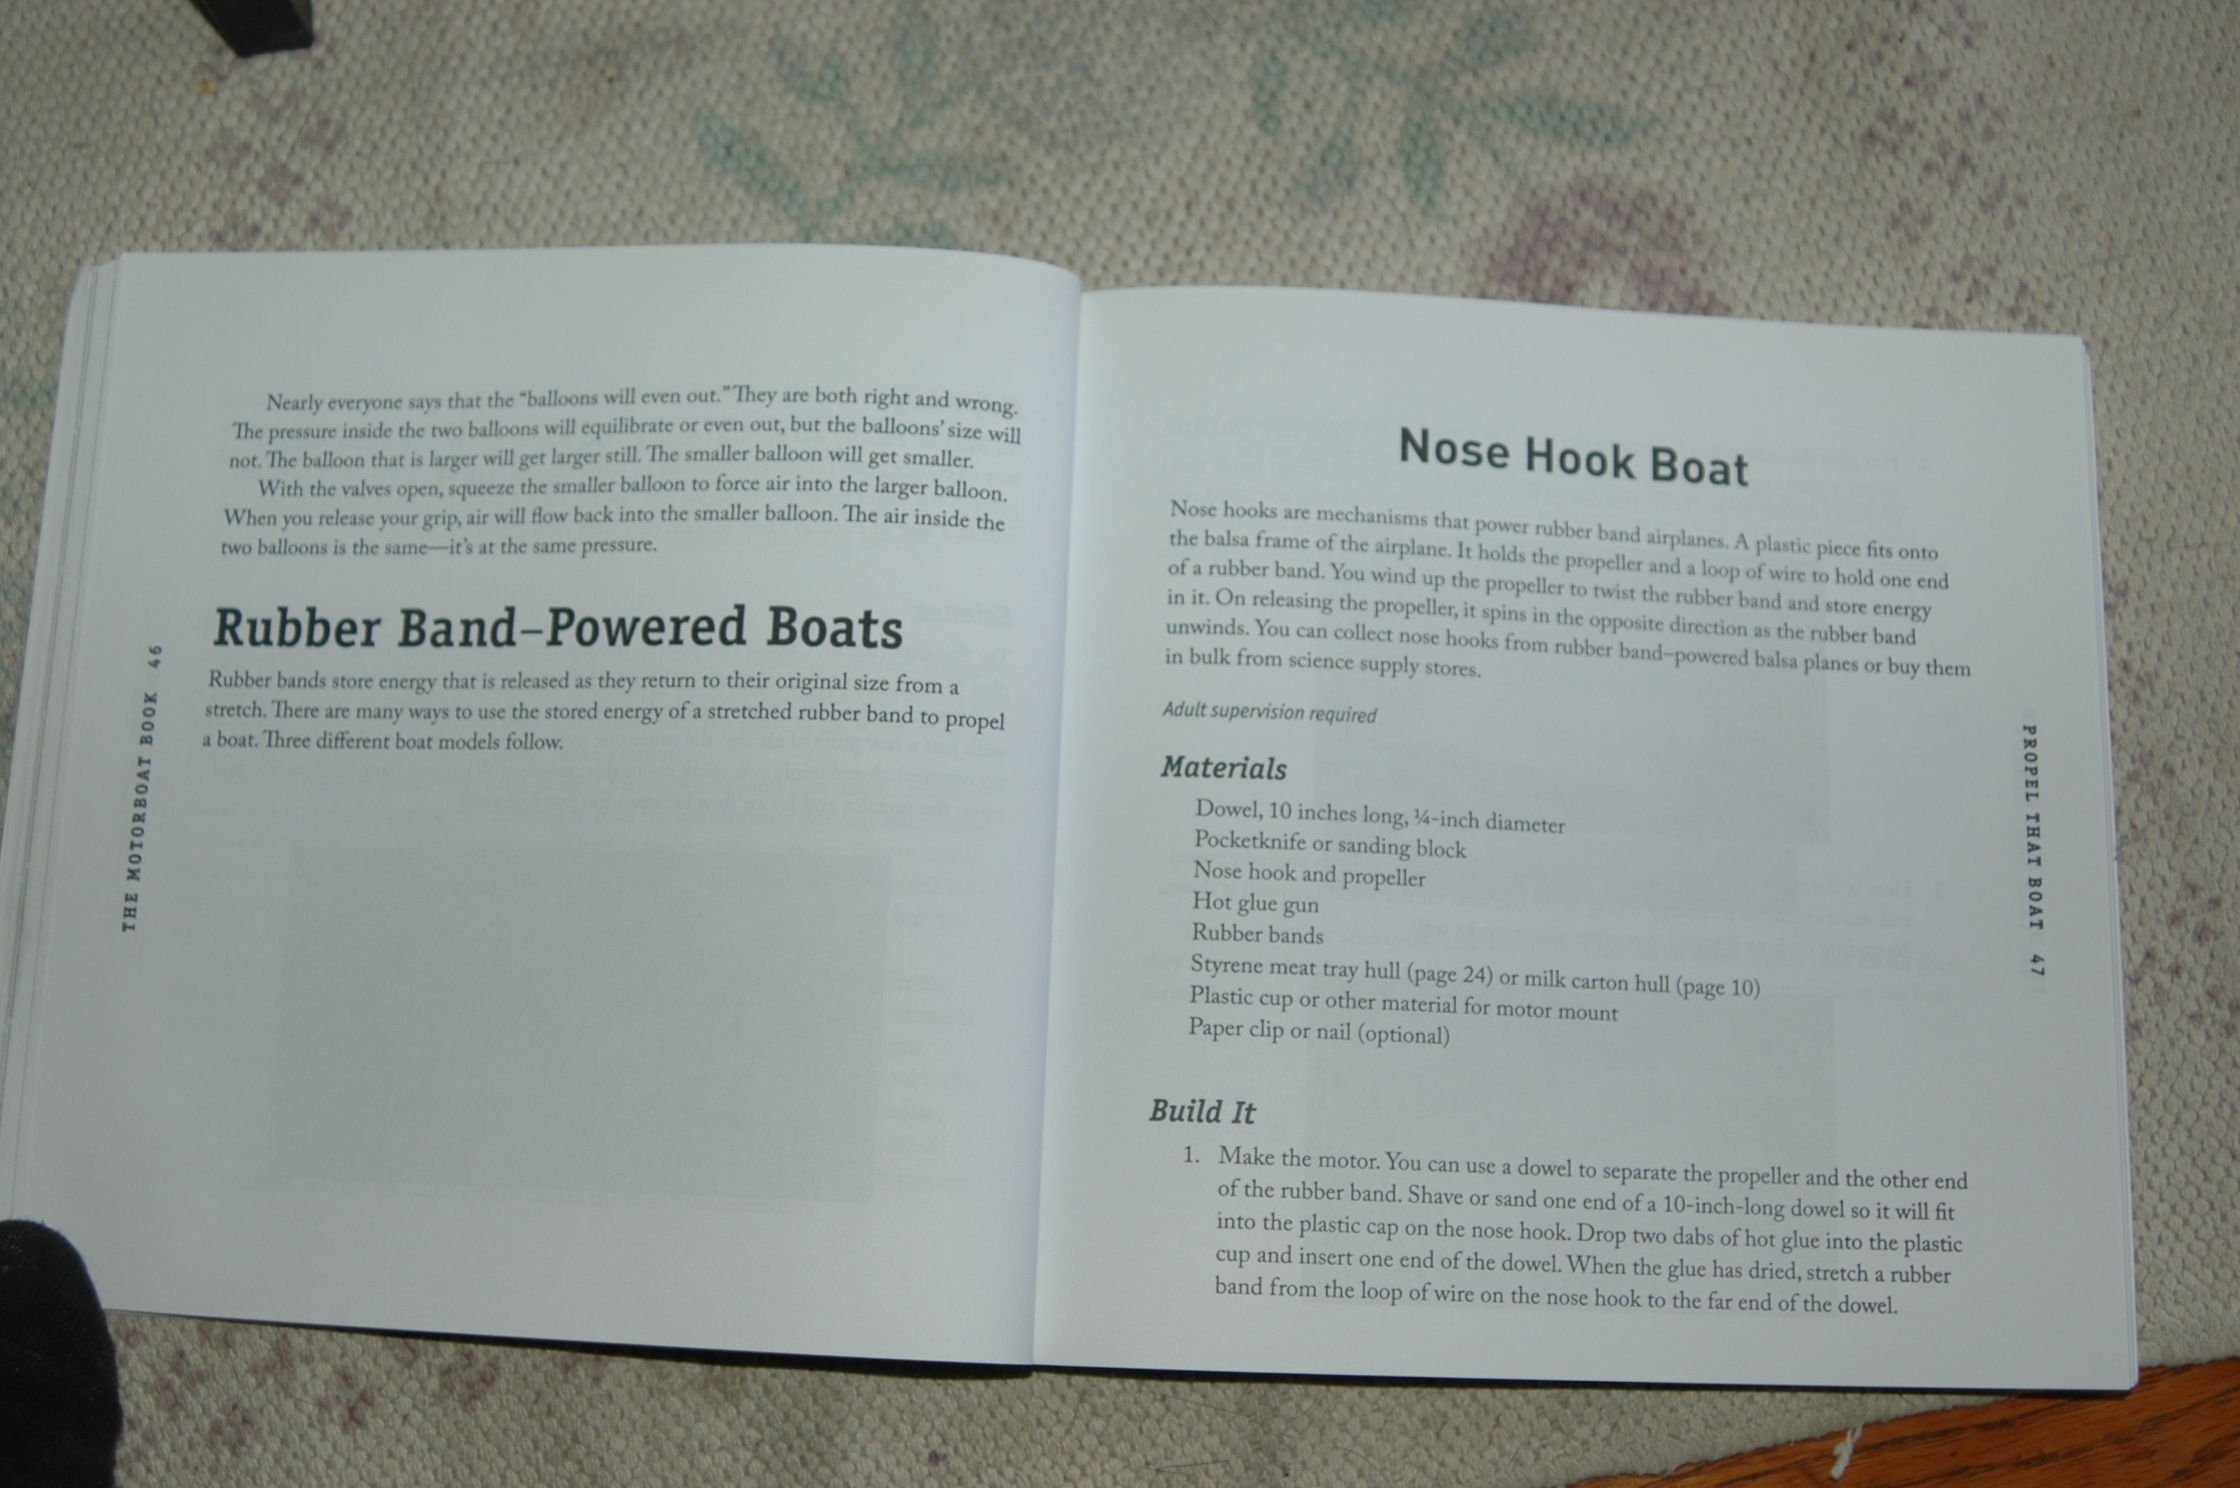 Nearly everyone says that the “balloons will even out.” They are both right and wrong.
The pressure inside the two balloons will equilibrate or even out, but the balloons’ size will
not. The balloon that is larger will get larger still. The smaller balloon will get smaller.
With the valves open, squeeze the smaller balloon to force air into the larger balloon.
When you release your grip, air will flow back into the smaller balloon. The air inside the
two balloons is the same—it’s at the same pressure.
Rubber Band–Powered Boats
Rubber bands store energy that is released as they return to their original size from a
stretch. There are many ways to use the stored energy of a stretched rubber band to propel
a boat. Three different boat models follow.
THE MOTORBOAT BOOK 46
Nose Hook Boat
Nose hooks are mechanisms that power rubber band airplanes. A plastic piece fits onto
the balsa frame of the airplane. It holds the propeller and a loop of wire to hold one end
of a rubber band. You wind up the propeller to twist the rubber band and store energy
in it. On releasing the propeller, it spins in the opposite direction as the rubber band
unwinds. You can collect nose hooks from rubber band–powered balsa planes or buy them
in bulk from science supply stores.
Adult supervision required
Materials
Dowel, 10 inches long, ¼-inch diameter
Pocketknife or sanding block
Nose hook and propeller
Hot glue gun
Rubber bands
Styrene meat tray hull (page 24) or milk carton hull (page 10)
Plastic cup or other material for motor mount
Paper clip or nail (optional)
Build It
1. Make the motor. You can use a dowel to separate the propeller and the other end
of the rubber band. Shave or sand one end of a 10-inch-long dowel so it will fit
into the plastic cap on the nose hook. Drop two dabs of hot glue into the plastic
cup and insert one end of the dowel. When the glue has dried, stretch a rubber
band from the loop of wire on the nose hook to the far end of the dowel.
PROPEL THAT BOAT 47